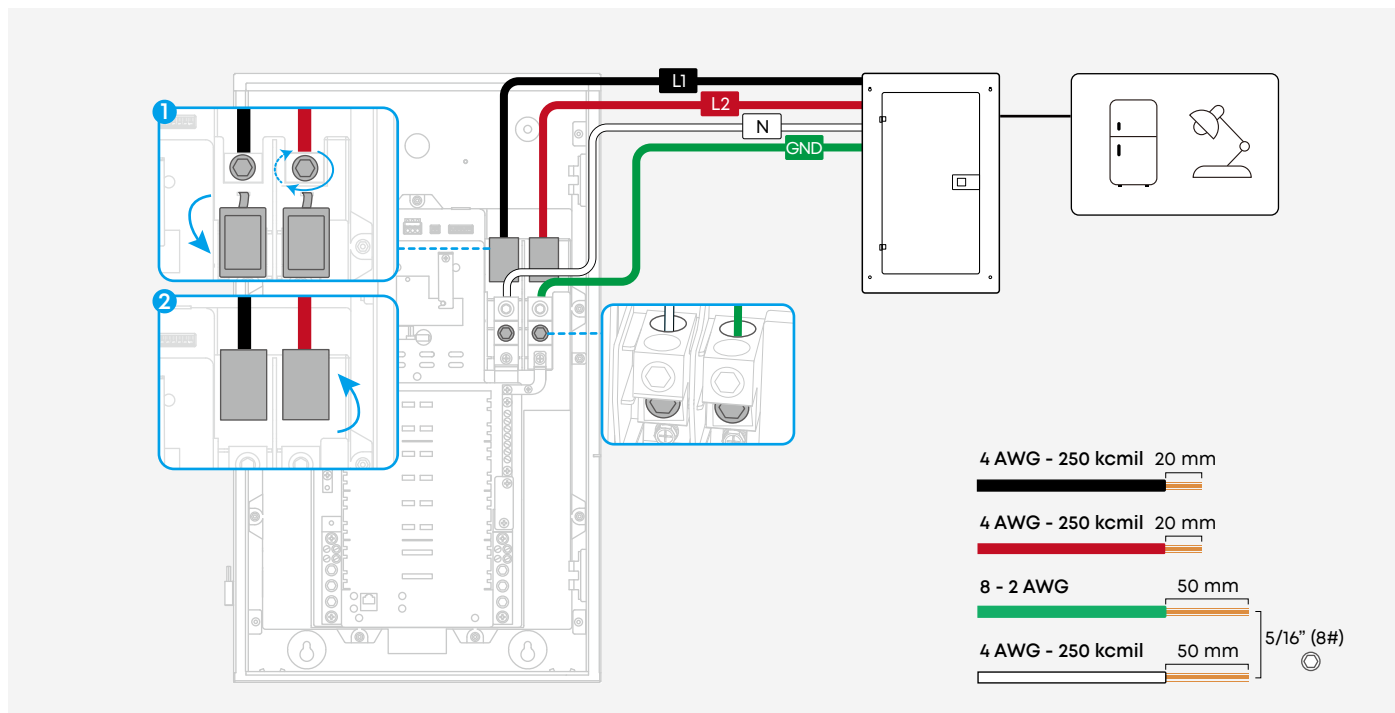 1
L1
L2
N
GND
2
4 AWG - 250 kcmil 20 mm
4 AWG - 250 kcmil 20 mm
8 - 2 AWG 50 mm
5/16” (8#)
4 AWG - 250 kcmil 50 mm